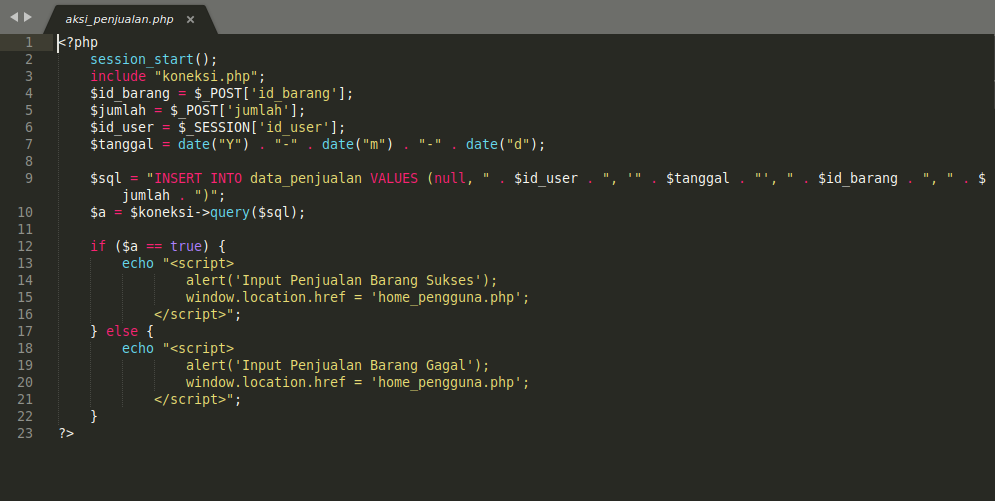 aksi_penjualan.php ×
1 <?php
2     session_start();
3     include "koneksi.php";
4     $id_barang = $_POST['id_barang'];
5     $jumlah = $_POST['jumlah'];
6     $id_user = $_SESSION['id_user'];
7     $tanggal = date("Y") . "-" . date("m") . "-" . date("d");
8
9     $sql = "INSERT INTO data_penjualan VALUES (null, " . $id_user . ", '" . $tanggal . "', " . $id_barang . ", " . $
        jumlah . ")";
10     $a = $koneksi->query($sql);
11
12     if ($a == true) {
13         echo "<script>
14                 alert('Input Penjualan Barang Sukses');
15                 window.location.href = 'home_pengguna.php';
16             </script>";
17     } else {
18         echo "<script>
19                 alert('Input Penjualan Barang Gagal');
20                 window.location.href = 'home_pengguna.php';
21             </script>";
22     }
23 ?>